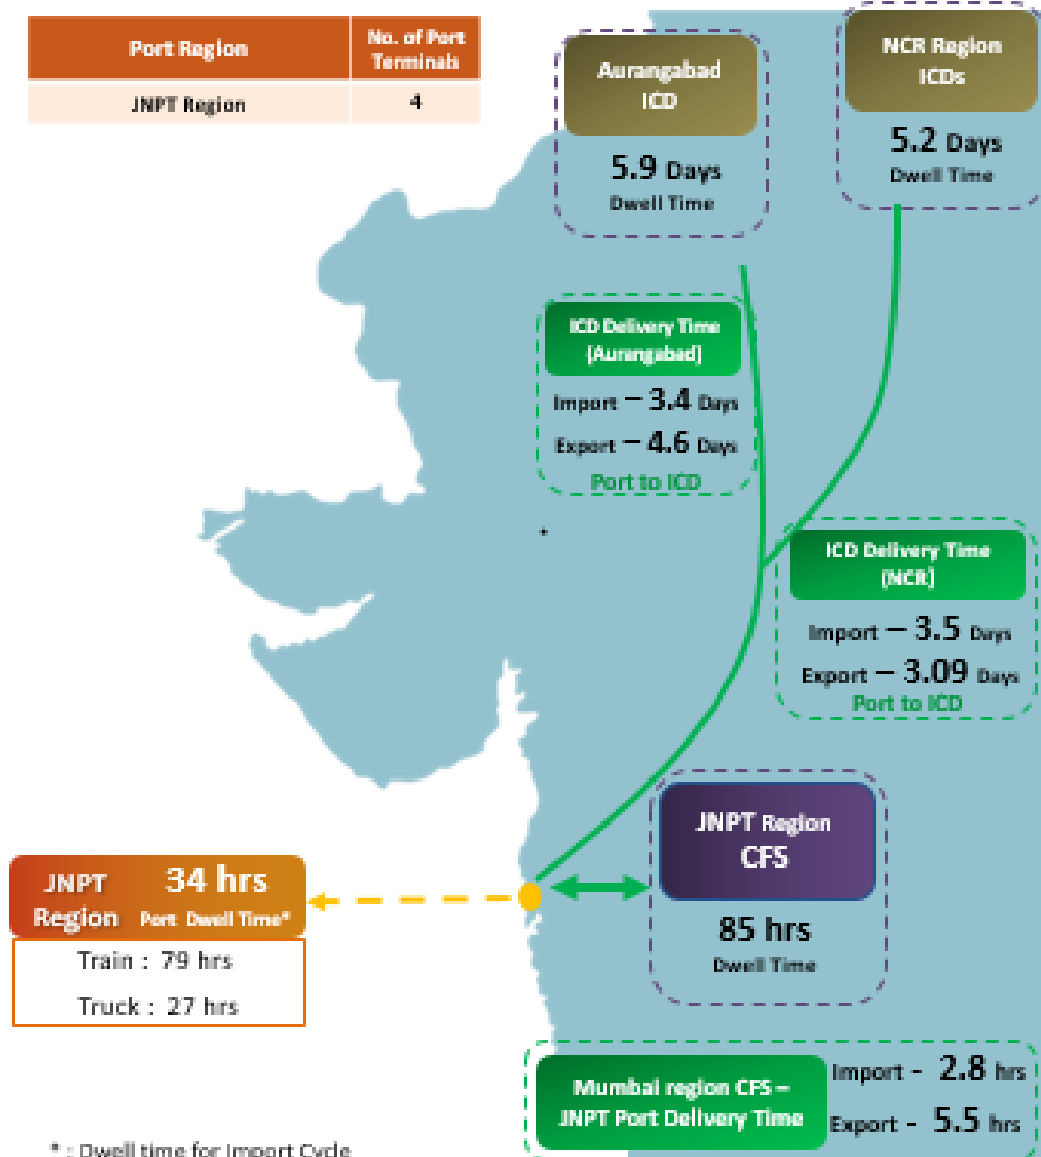 Port Region
No. of Port
Terminals
JNPT Region
4
Aurangabad
ICD
5.9 Days
Dwell Time
NCR Region
ICDs
5.2 Days
Dwell Time
ICD Delivery Time
(Aurangabad)
Import – 3.4 Days
Export – 4.6 Days
Port to ICD
ICD Delivery Time
(NCR)
Import – 3.5 Days
Export – 3.09 Days
Port to ICD
JNPT Region
CFS
85 hrs
Dwell Time
JNPT
Region
34 hrs
Port Dwell Time*
Train : 79 hrs
Truck : 27 hrs
Mumbai region CFS –
JNPT Port Delivery Time
Import - 2.8 hrs
Export - 5.5 hrs
* : Dwell time for Import Cycle